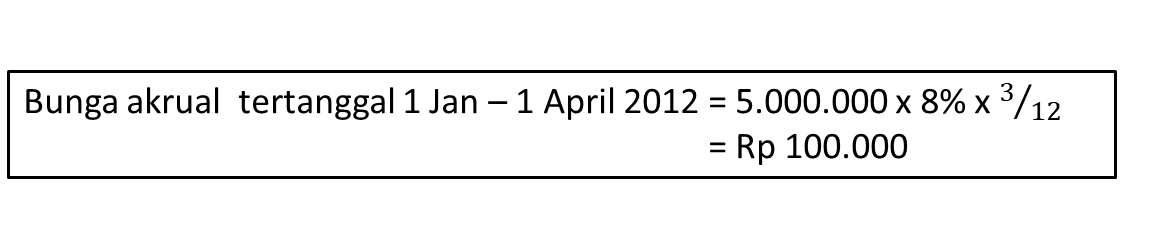 Bunga akrual tertanggal 1 Jan – 1 April 2012 = 5.000.000 x 8% x 3/12
= Rp 100.000